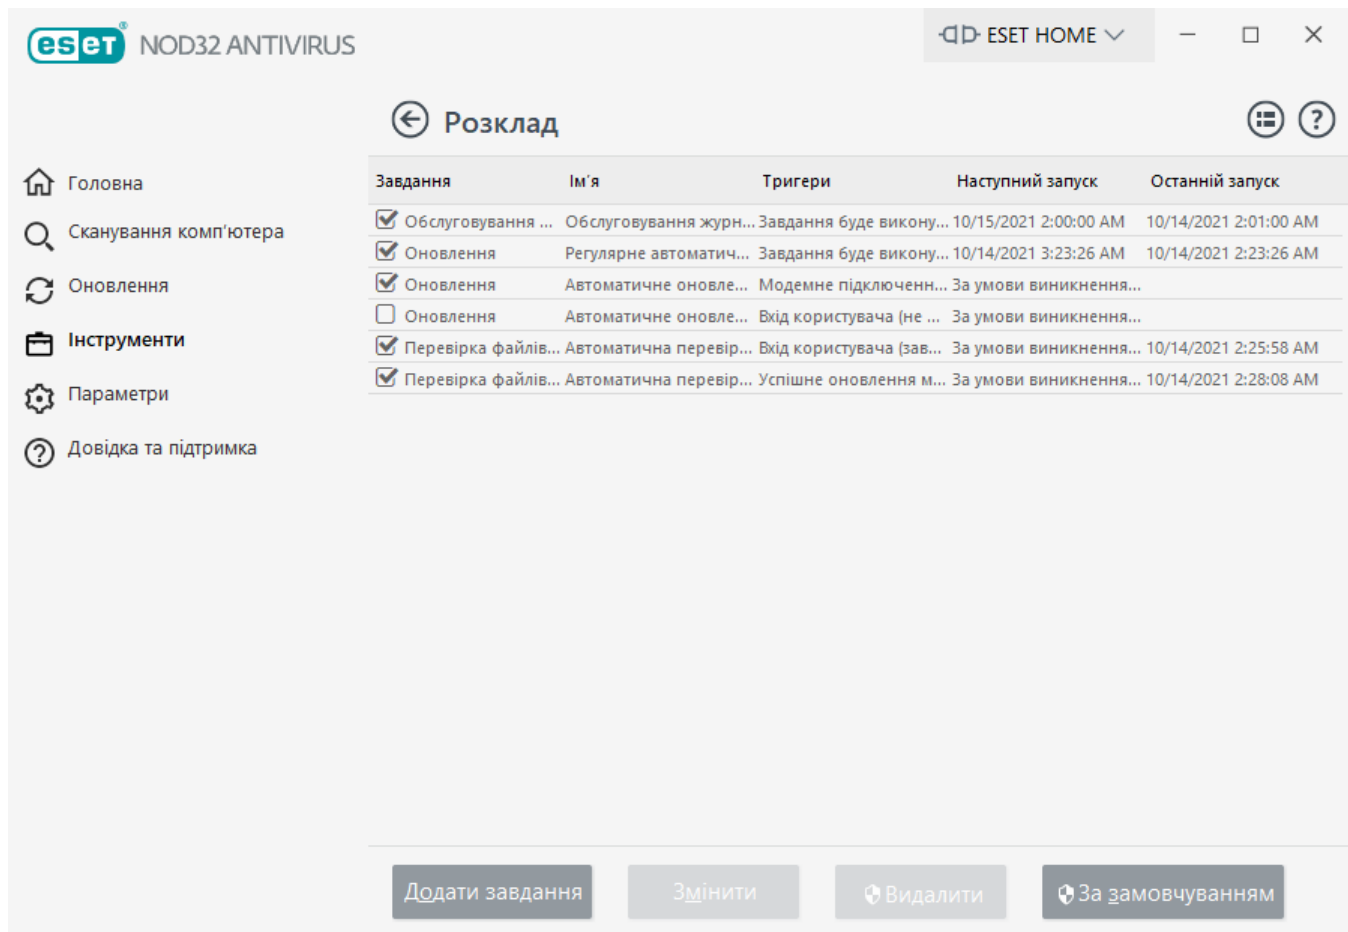 eset® NOD32 ANTIVIRUS
ESET HOME
Розклад
Головна
Сканування комп'ютера
Оновлення
Інструменти
Параметри
Довідка та підтримка
Завдання Ім'я Тригери Наступний запуск Останній запуск
Обслуговування ... Обслуговування журн... Завдання буде викону... 10/15/2021 2:00:00 AM 10/14/2021 2:01:00 AM
Оновлення Регулярне автоматич... Завдання буде викону... 10/14/2021 3:23:26 AM 10/14/2021 2:23:26 AM
Оновлення Автоматичне оновле... Модемне підключенн... За умови виникнення...
Оновлення Автоматичне оновле... Вхід користувача (не ... За умови виникнення...
Перевірка файлів... Автоматична перевір... Вхід користувача (зав... За умови виникнення... 10/14/2021 2:25:58 AM
Перевірка файлів... Автоматична перевір... Успішне оновлення м... За умови виникнення... 10/14/2021 2:28:08 AM
Додати завдання Змінити Видалити За замовчуванням